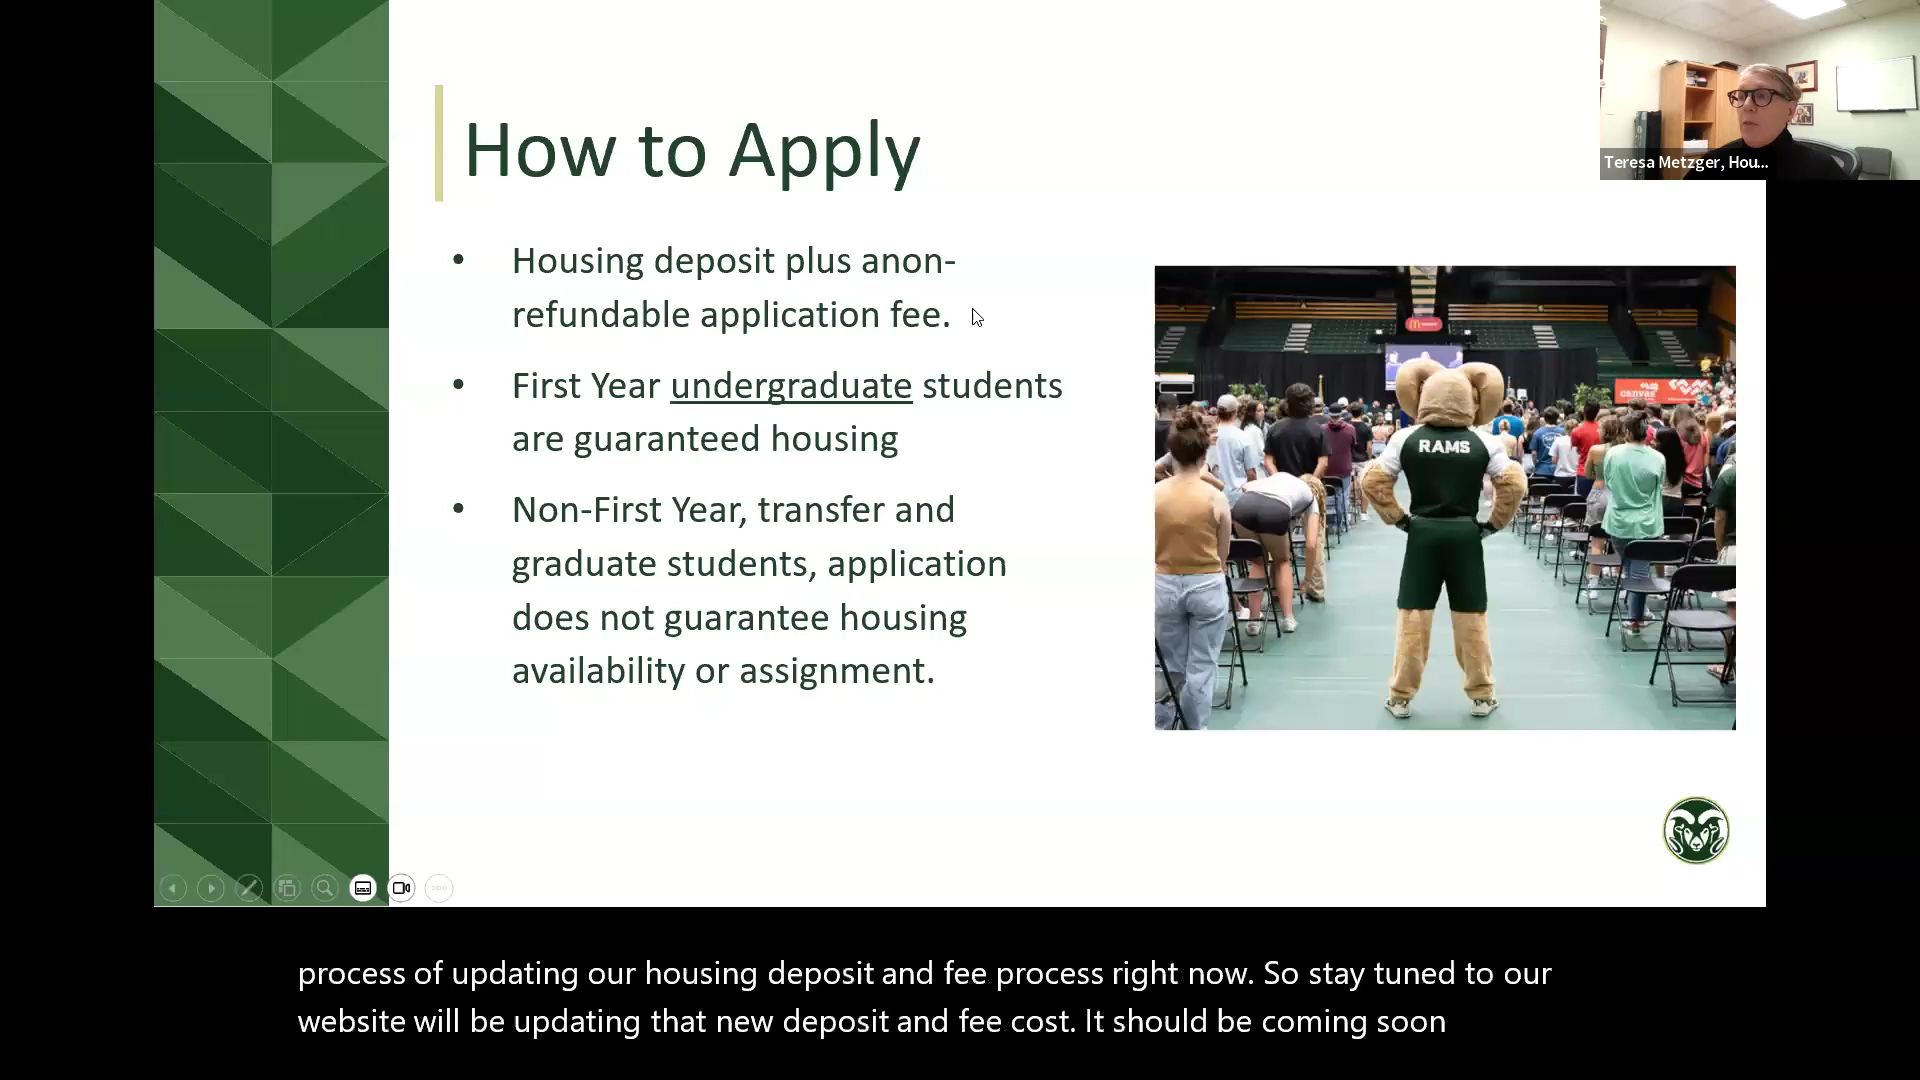 How to Apply
• Housing deposit plus anon-
refundable application fee.
• First Year undergraduate students
are guaranteed housing
• Non-First Year, transfer and
graduate students, application
does not guarantee housing
availability or assignment.
RAMS
canvas
Teresa Metzger, Hou...
process of updating our housing deposit and fee process right now. So stay tuned to our
website will be updating that new deposit and fee cost. It should be coming soon